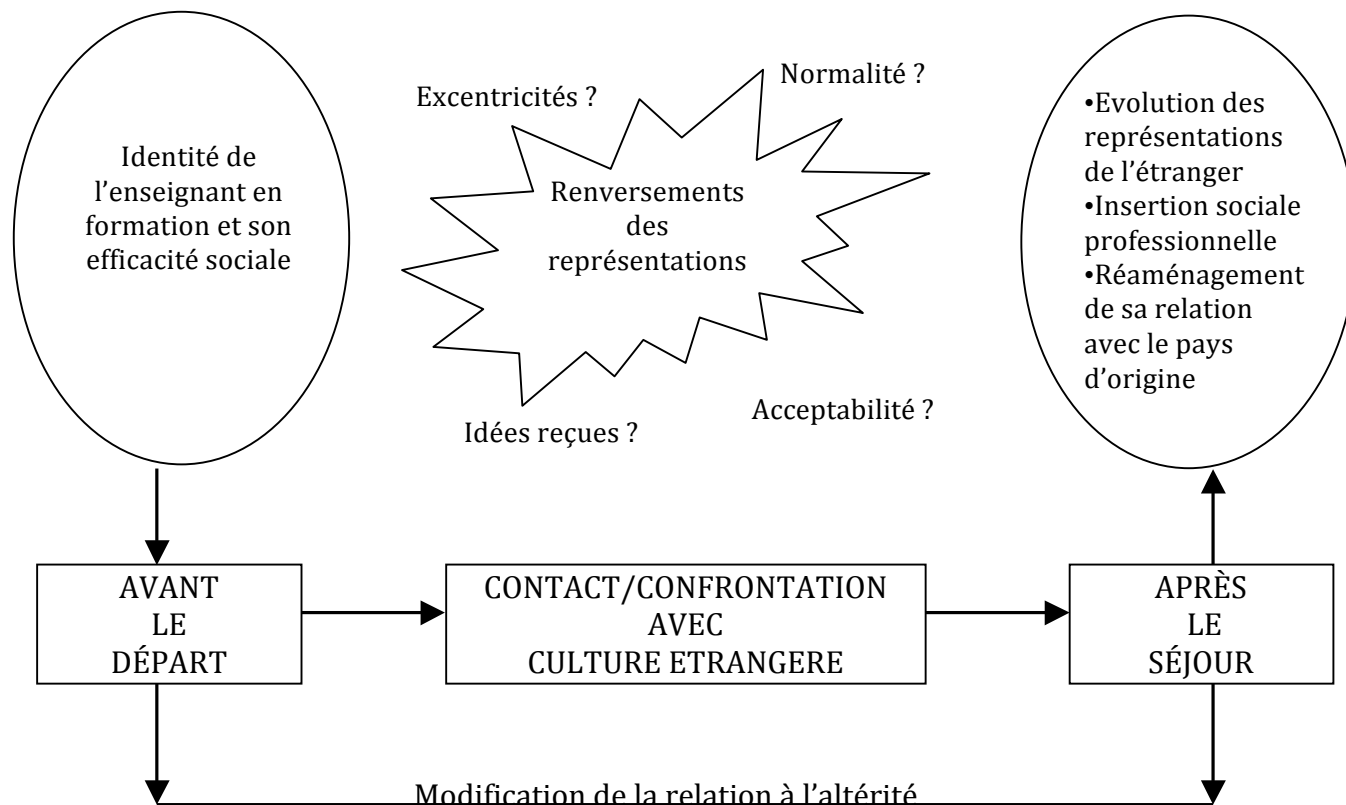 Identité de
l’enseignant en
formation et son
efficacité sociale
Excentricités ?
Normalité ?
Renversements
des
représentations
Idées reçues ?
Acceptabilité ?
•Evolution des
représentations
de l’étranger
•Insertion sociale
professionnelle
•Réaménagement
de sa relation
avec le pays
d’origine
AVANT
LE
DÉPART
CONTACT/CONFRONTATION
AVEC
CULTURE ETRANGERE
APRÈS
LE
SÉJOUR
Modification de la relation à l’altérité